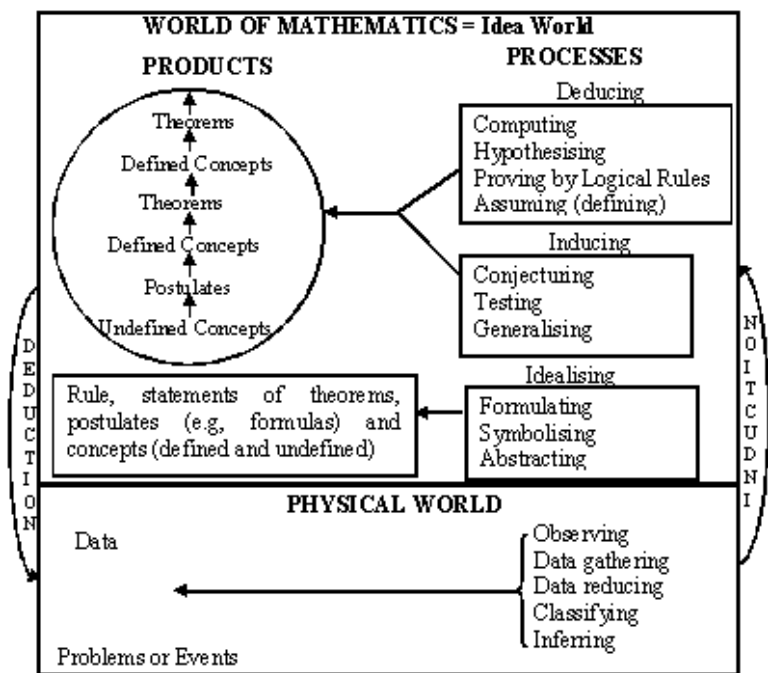 WORLD OF MATHEMATICS = Idea World
PRODUCTS
PROCESSES
Theorems
Defined Concepts
Theorems
Defined Concepts
Postulates
Undefined Concepts
Deducing
Computing
Hypothesising
Proving by Logical Rules
Assuming (defining)
Inducing
Conjecturing
Testing
Generalising
Rule, statements of theorems,
postulates (e.g, formulas) and
concepts (defined and undefined)
Idealising
Formulating
Symbolising
Abstracting
DEDUCTION
NOITCUDNI
PHYSICAL WORLD
Data
Observing
Data gathering
Data reducing
Classifying
Inferring
Problems or Events